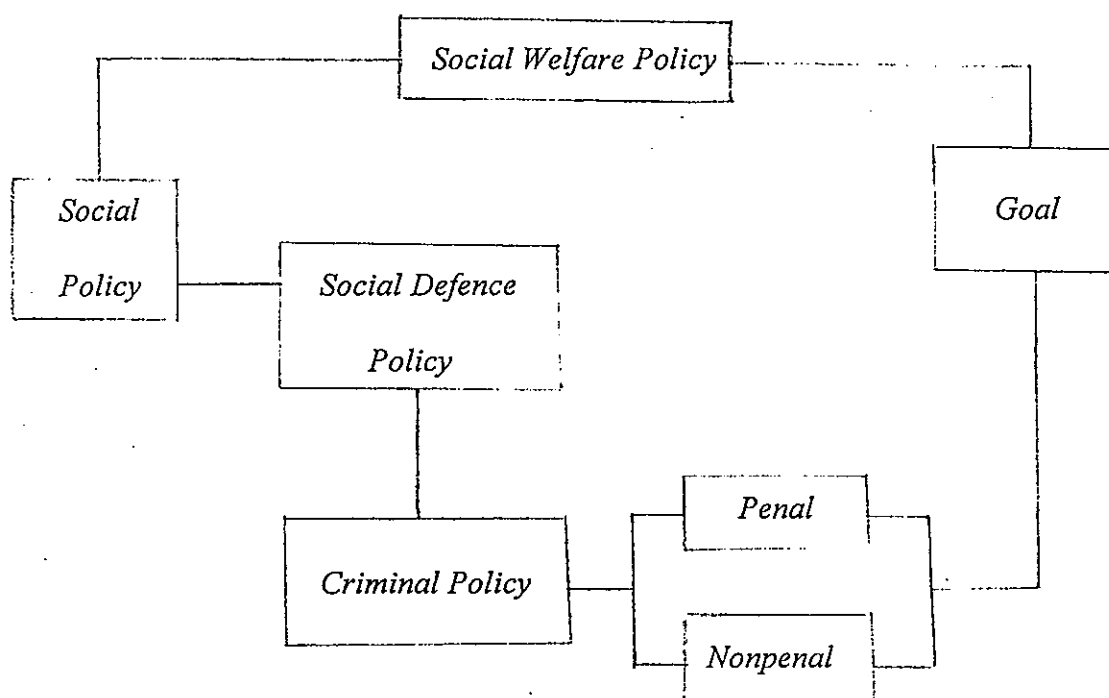 Social Welfare Policy
Social
Policy
Goal
Social Defence
Policy
Penal
Criminal Policy
Nonpenal